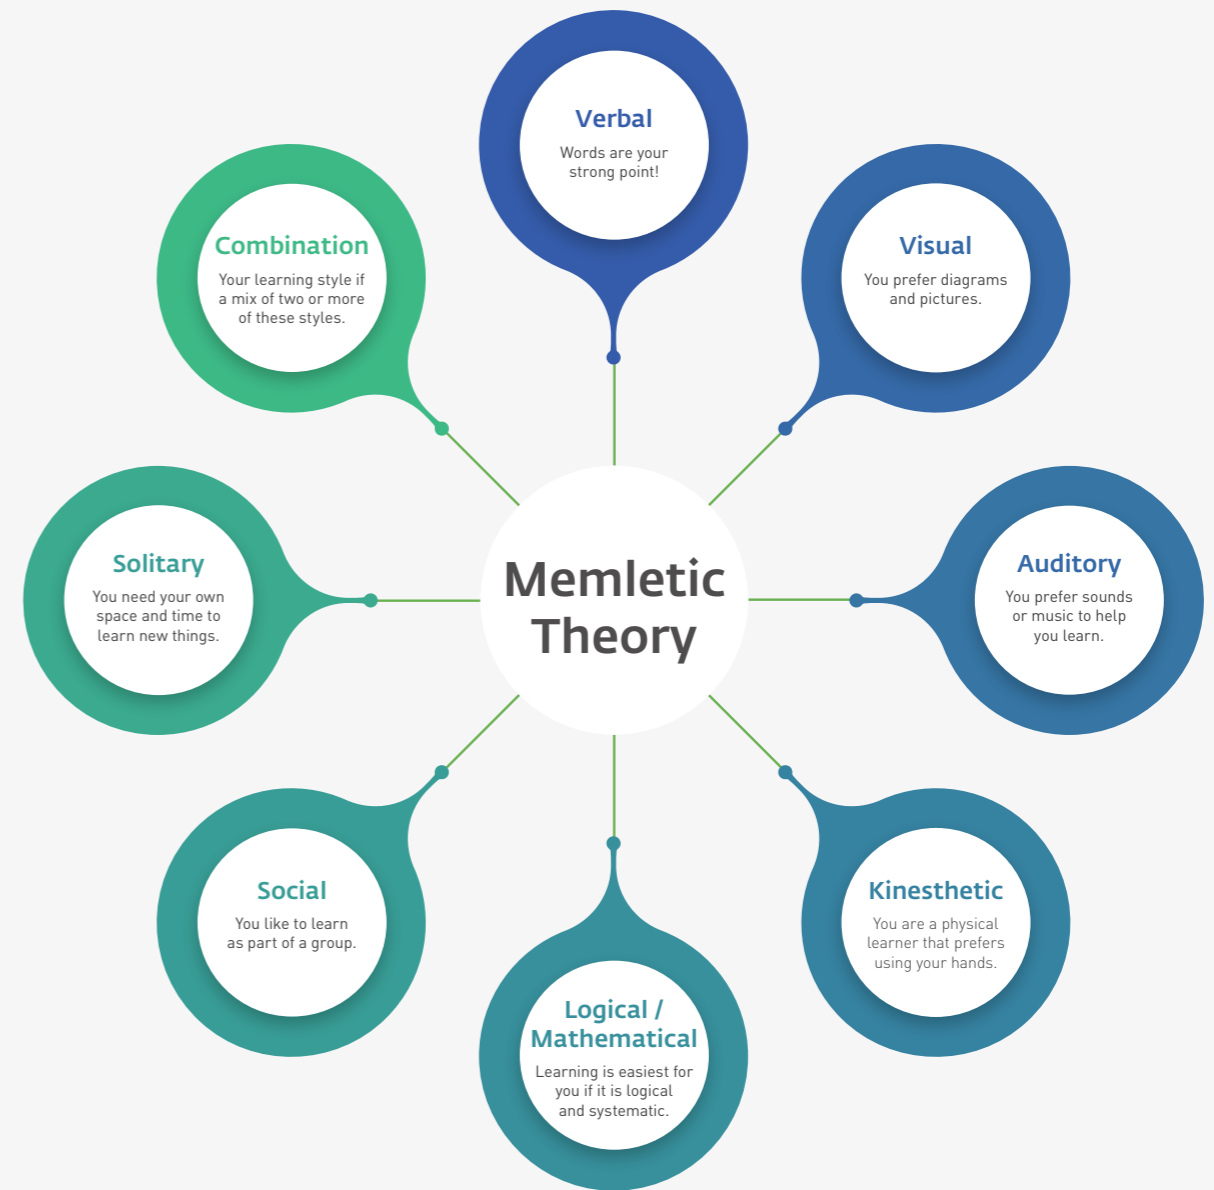 Memletic
Theory
Verbal
Words are your
strong point!
Visual
You prefer diagrams
and pictures.
Auditory
You prefer sounds
or music to help
you learn.
Kinesthetic
You are a physical
learner that prefers
using your hands.
Logical /
Mathematical
Learning is easiest for
you if it is logical
and systematic.
Social
You like to learn
as part of a group.
Solitary
You need your own
space and time to
learn new things.
Combination
Your learning style if
a mix of two or more
of these styles.